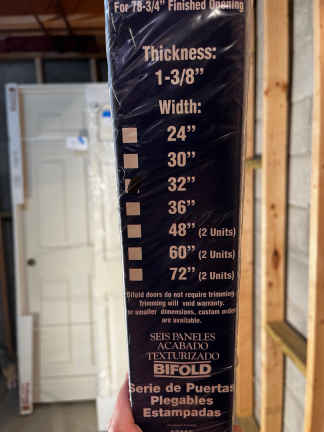 For 78-3/4" Finished Opening
Thickness:
1-3/8"
Width:
24"
30"
32"
36"
48" (2 Units)
60" (2 Units)
72" (2 Units)
Bifold doors do not require trimming
Trimming will void warranty.
or smaller dimensions, custom order
are available.
SEIS PANELES
ACABADO
TEXTURIZADO
BIFOLD
Serie de Puertas
Plegables
Estampadas